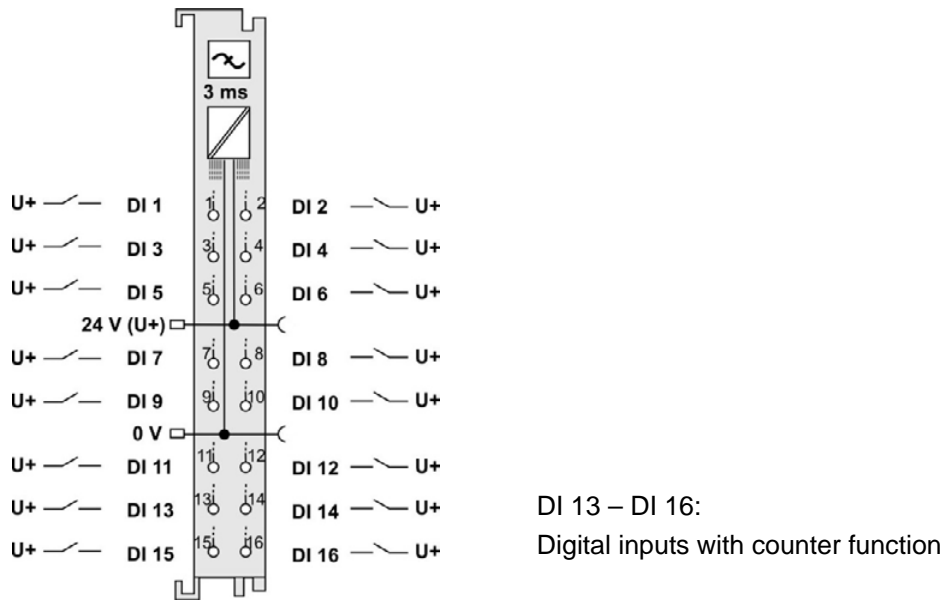 3 ms
U+ DI 1 1 2 DI 2 U+
U+ DI 3 3 4 DI 4 U+
U+ DI 5 5 6 DI 6 U+
24 V (U+)
U+ DI 7 7 8 DI 8 U+
U+ DI 9 9 10 DI 10 U+
0 V
U+ DI 11 11 12 DI 12 U+
U+ DI 13 13 14 DI 14 U+
U+ DI 15 15 16 DI 16 U+
DI 13 – DI 16:
Digital inputs with counter function